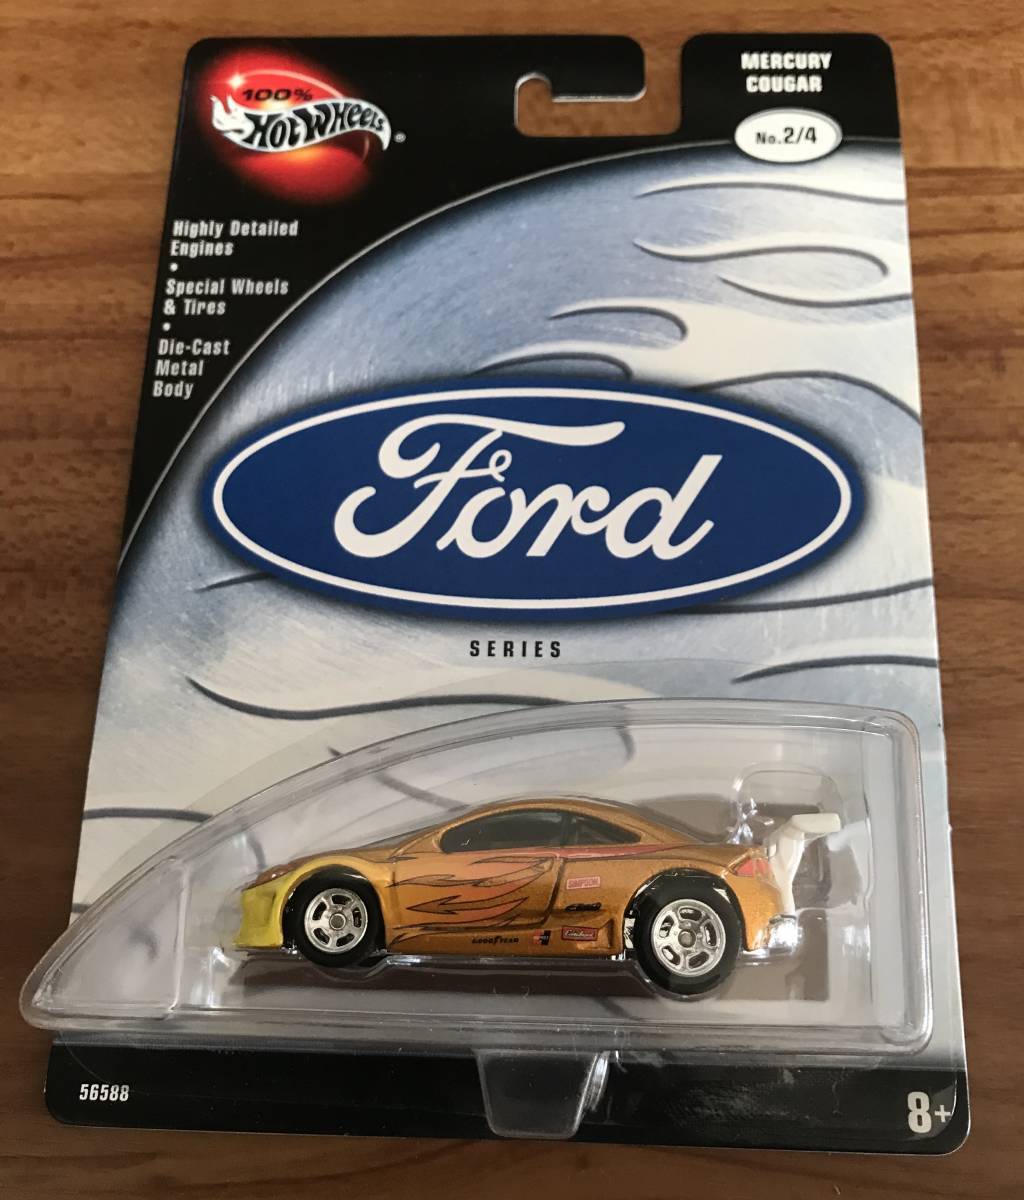 100%
Hot Wheels®
MERCURY
COUGAR
No.2/4
Highly Detailed
Engines
•
Special Wheels
& Tires
•
Die-Cast
Metal
Body
Ford
SERIES
SIMPSON
GOODYEAR
56588
8+